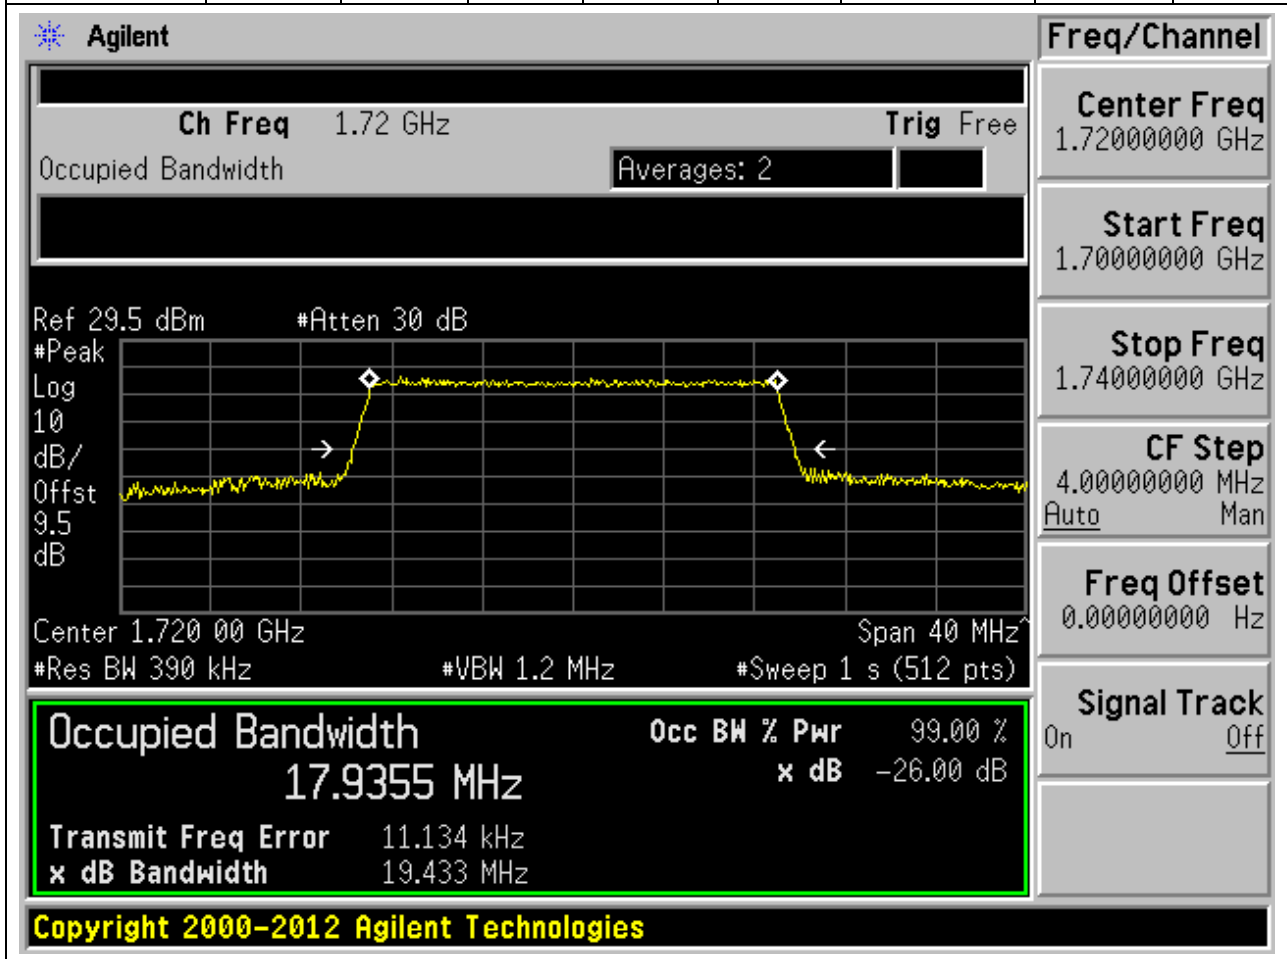 Agilent
Freq/Channel
Ch Freq 1.72 GHz Trig Free
Occupied Bandwidth Averages: 2
Center Freq
1.72000000 GHz
Start Freq
1.70000000 GHz
Stop Freq
1.74000000 GHz
CF Step
4.00000000 MHz
Auto Man
Freq Offset
0.00000000 Hz
Signal Track
On Off
Ref 29.5 dBm #Atten 30 dB
#Peak
Log
10
dB/
Offst
9.5
dB
Center 1.720 00 GHz Span 40 MHz^
#Res BW 390 kHz #VBW 1.2 MHz #Sweep 1 s (512 pts)
Occupied Bandwidth Occ BW % Pwr 99.00 %
17.9355 MHz x dB -26.00 dB
Transmit Freq Error 11.134 kHz
x dB Bandwidth 19.433 MHz
Copyright 2000-2012 Agilent Technologies